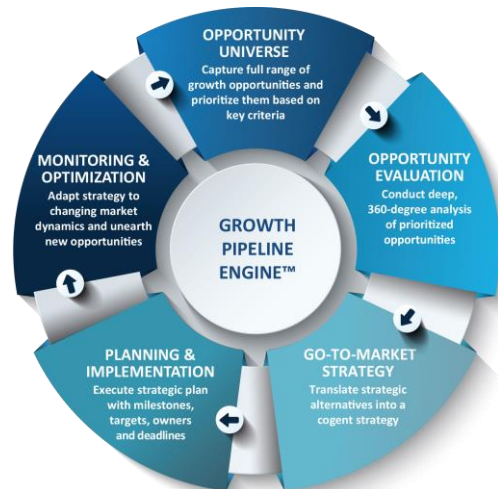 OPPORTUNITY
UNIVERSE
Capture full range of
growth opportunities and
prioritize them based on
key criteria
OPPORTUNITY
EVALUATION
Conduct deep,
360-degree analysis
of prioritized
opportunities
GO-TO-MARKET
STRATEGY
Translate strategic
alternatives into a
cogent strategy
PLANNING &
IMPLEMENTATION
Execute strategic plan
with milestones,
targets, owners
and deadlines
MONITORING &
OPTIMIZATION
Adapt strategy to
changing market
dynamics and unearth
new opportunities
GROWTH
PIPELINE
ENGINE™